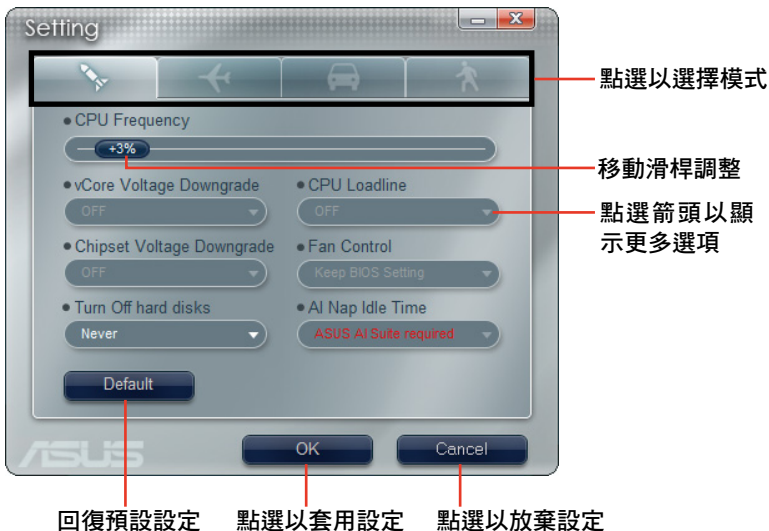 Setting
點選以選擇模式
CPU Frequency
+3%
移動滑桿調整
vCore Voltage Downgrade
CPU Loadline
OFF
OFF
點選箭頭以顯
示更多選項
Chipset Voltage Downgrade
Fan Control
OFF
Keep BIOS Setting
Turn Off hard disks
AI Nap Idle Time
Never
ASUS AI Suite required
Default
ASUS
OK
Cancel
回復預設設定
點選以套用設定
點選以放棄設定